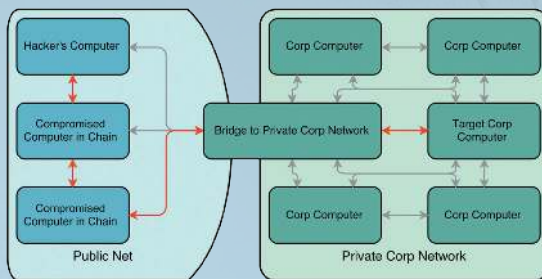 Hacker's Computer
Corp Computer
Corp Computer
Compromised
Computer in Chain
Bridge to Private Corp Network
Target Corp
Computer
Compromised
Computer in Chain
Corp Computer
Corp Computer
Public Net
Private Corp Network